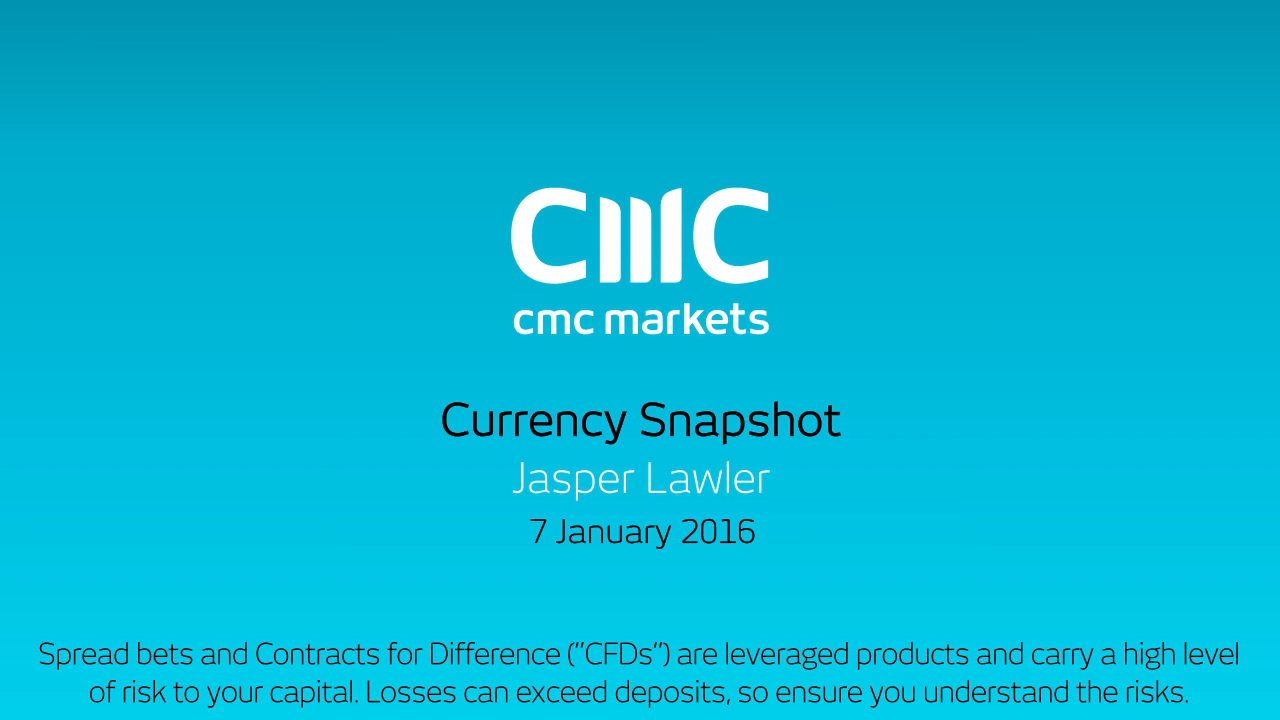 CMC
cmc markets
Currency Snapshot
Jasper Lawler
7 January 2016
Spread bets and Contracts for Difference (“CFDs”) are leveraged products and carry a high level
of risk to your capital. Losses can exceed deposits, so ensure you understand the risks.